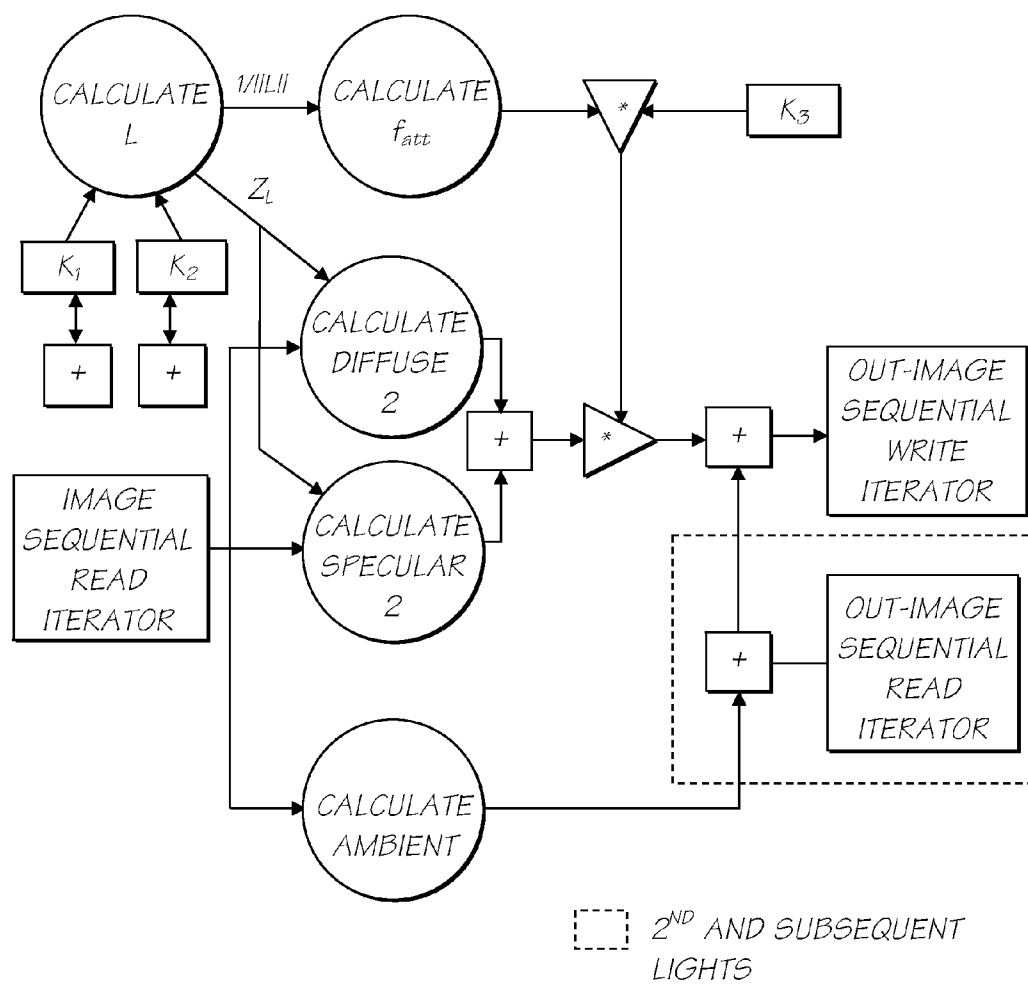 CALCULATE
L
1/||L||
CALCULATE
f_att
*
K_3
Z_L
K_1
K_2
+
+
CALCULATE
DIFFUSE
2
+
*
+
OUT-IMAGE
SEQUENTIAL
WRITE
ITERATOR
IMAGE
SEQUENTIAL
READ
ITERATOR
CALCULATE
SPECULAR
2
+
OUT-IMAGE
SEQUENTIAL
READ
ITERATOR
CALCULATE
AMBIENT
2^ND AND SUBSEQUENT
LIGHTS